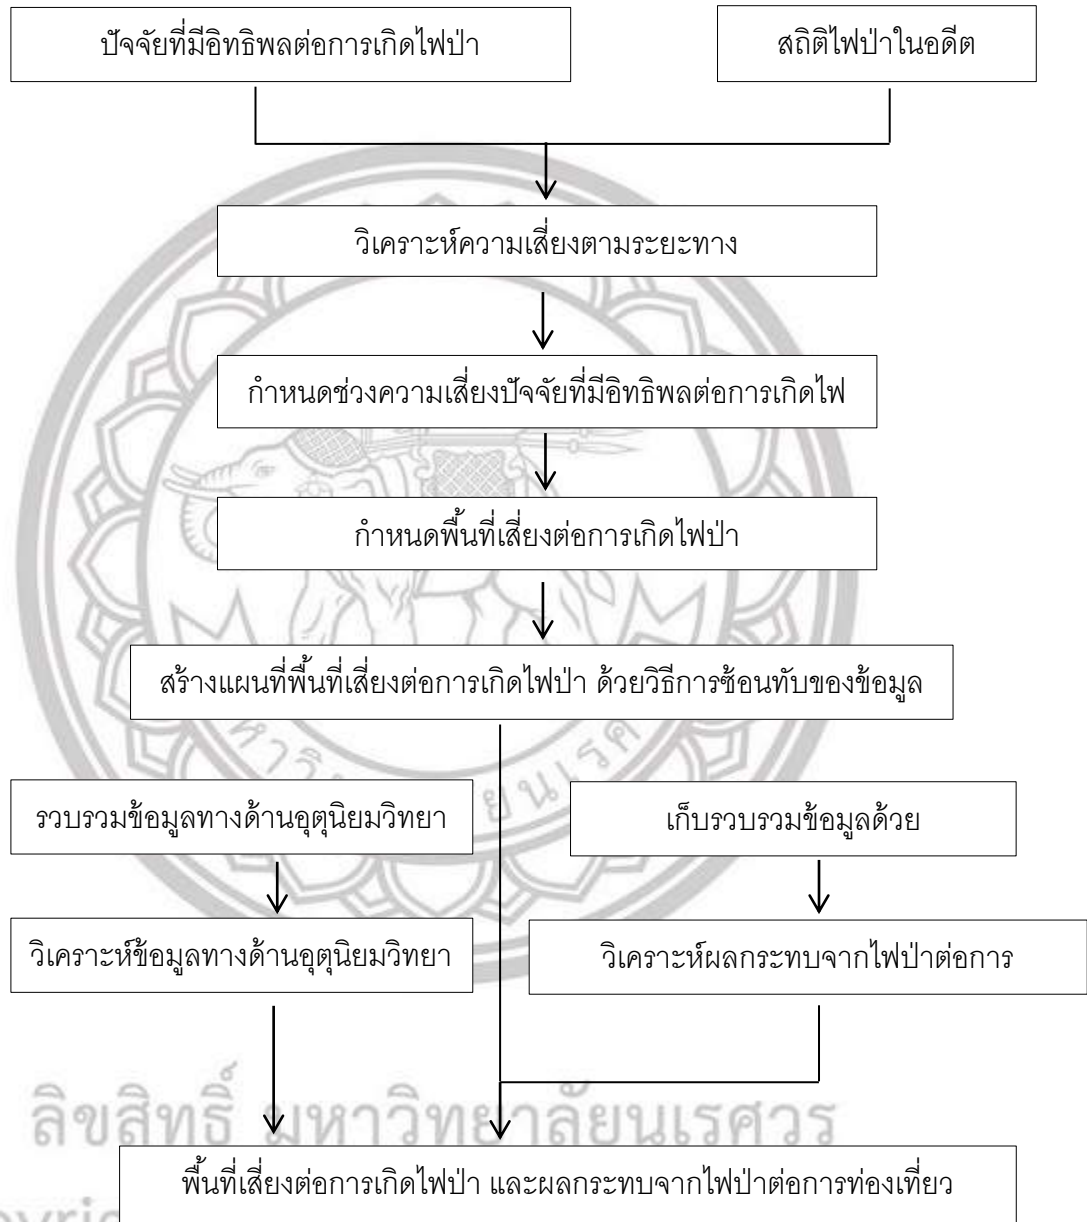 ปัจจัยที่มีอิทธิพลต่อการเกิดไฟป่า
สถิติไฟป่าในอดีต
วิเคราะห์ความเสี่ยงตามระยะทาง
กำหนดช่วงความเสี่ยงปัจจัยที่มีอิทธิพลต่อการเกิดไฟ
กำหนดพื้นที่เสี่ยงต่อการเกิดไฟป่า
สร้างแผนที่พื้นที่เสี่ยงต่อการเกิดไฟป่า ด้วยวิธีการซ้อนทับของข้อมูล
รวบรวมข้อมูลทางด้านอุตุนิยมวิทยา
เก็บรวบรวมข้อมูลด้วย
วิเคราะห์ข้อมูลทางด้านอุตุนิยมวิทยา
วิเคราะห์ผลกระทบจากไฟป่าต่อการ
ลิขสิทธิ์ มหาวิทยาลัยนเรศวร
พื้นที่เสี่ยงต่อการเกิดไฟป่า และผลกระทบจากไฟป่าต่อการท่องเที่ยว